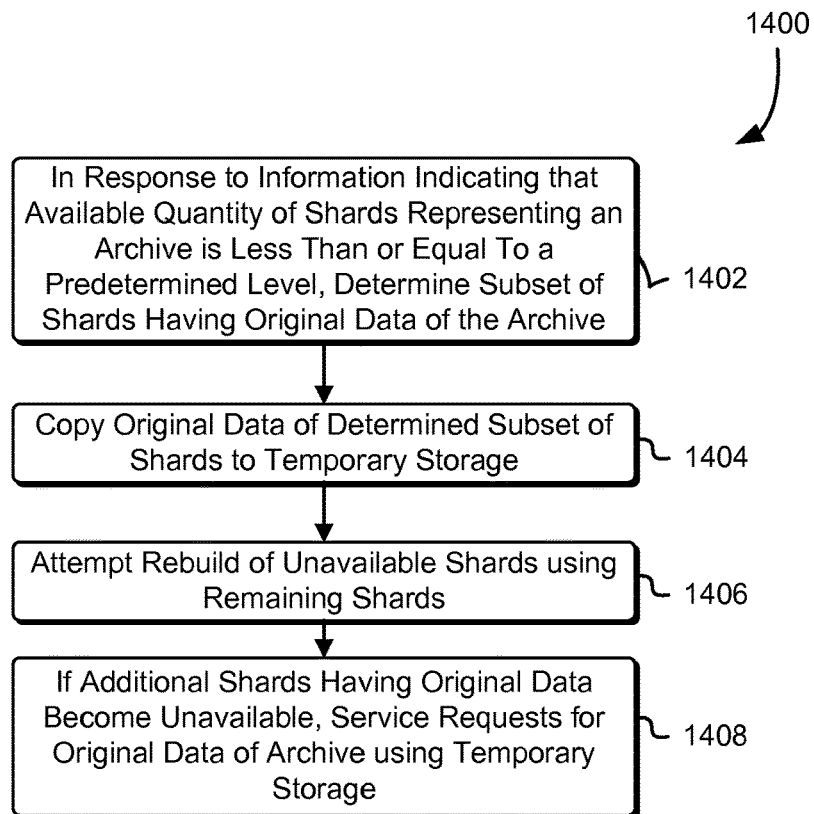 1400
In Response to Information Indicating that
Available Quantity of Shards Representing an
Archive is Less Than or Equal To a
Predetermined Level, Determine Subset of
Shards Having Original Data of the Archive
1402
Copy Original Data of Determined Subset of
Shards to Temporary Storage
1404
Attempt Rebuild of Unavailable Shards using
Remaining Shards
1406
If Additional Shards Having Original Data
Become Unavailable, Service Requests for
Original Data of Archive using Temporary
Storage
1408